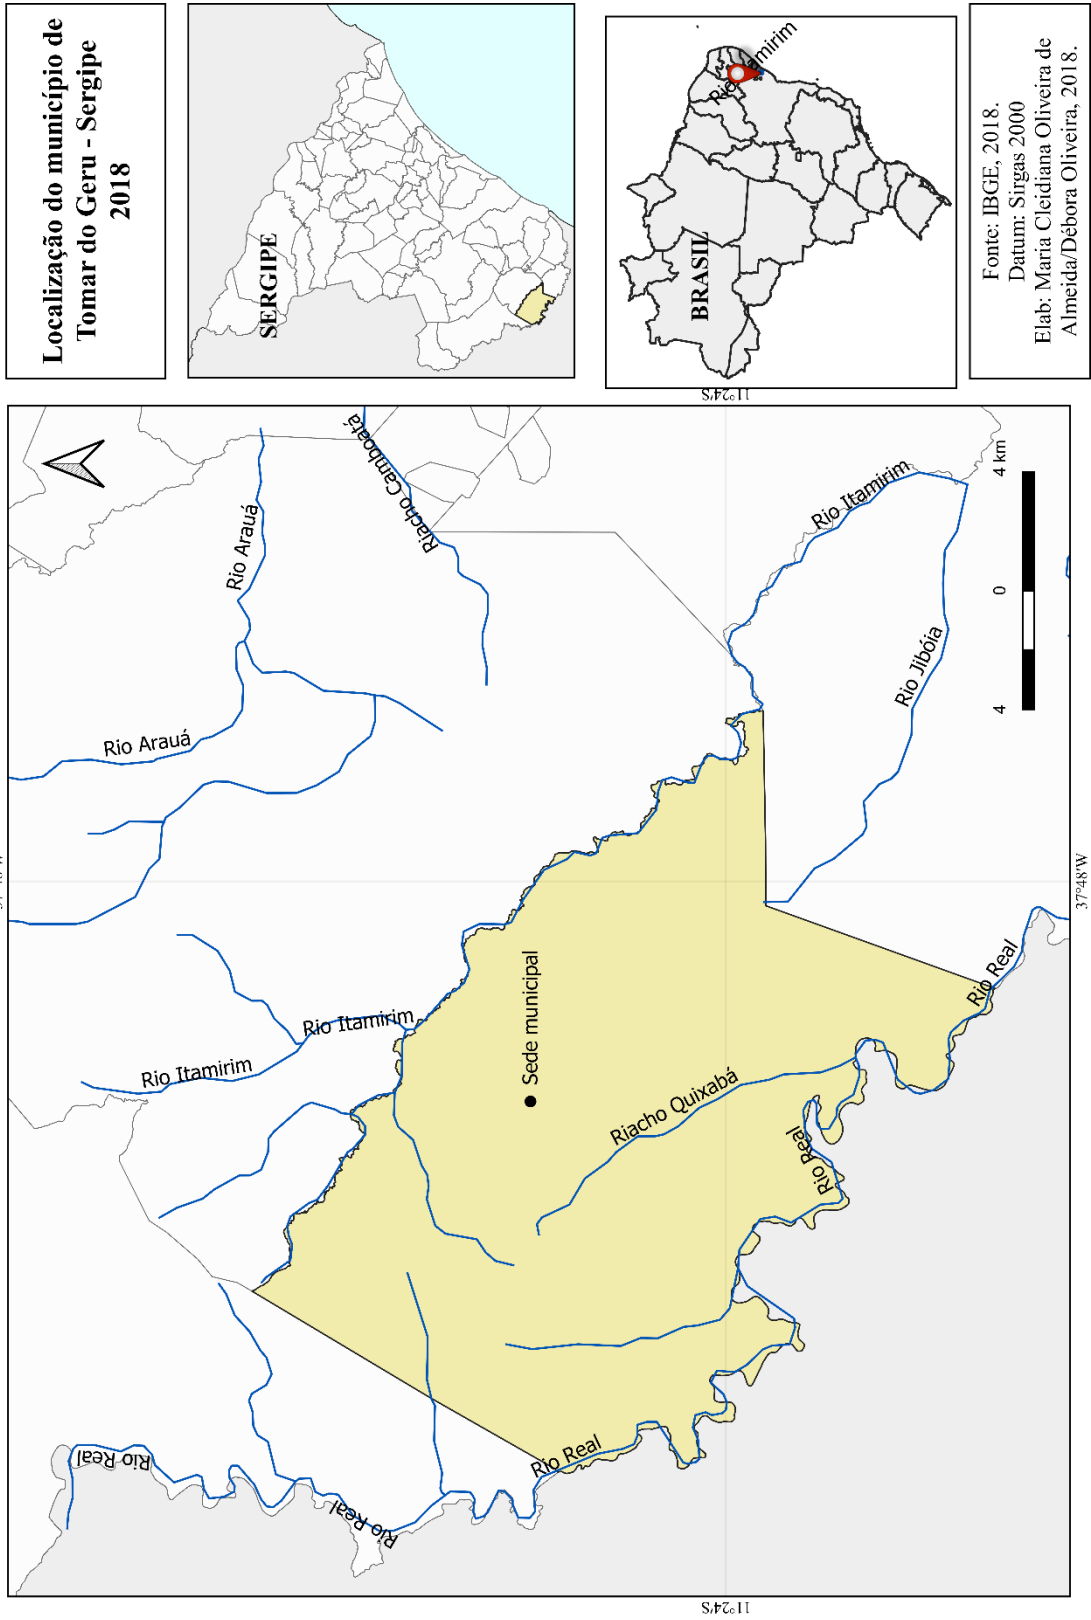 Localização do município de
Tomar do Geru - Sergipe
2018
SERGIPE
BRASIL
Rio Itamirim
Fonte: IBGE, 2018.
Datum: Sirgas 2000
Elab: Maria Cleidiana Oliveira de
Almeida/Débora Oliveira, 2018.
Rio Real
Rio Real
Rio Itamirim
Rio Itamirim
Rio Arauá
Rio Arauá
Riacho Camboatá
Sede municipal
Riacho Quixabá
Rio Real
Rio Real
Rio Real
Rio Jibóia
Rio Itamirim
4
0
4 km
11°24'S
11°24'S
37°48'W